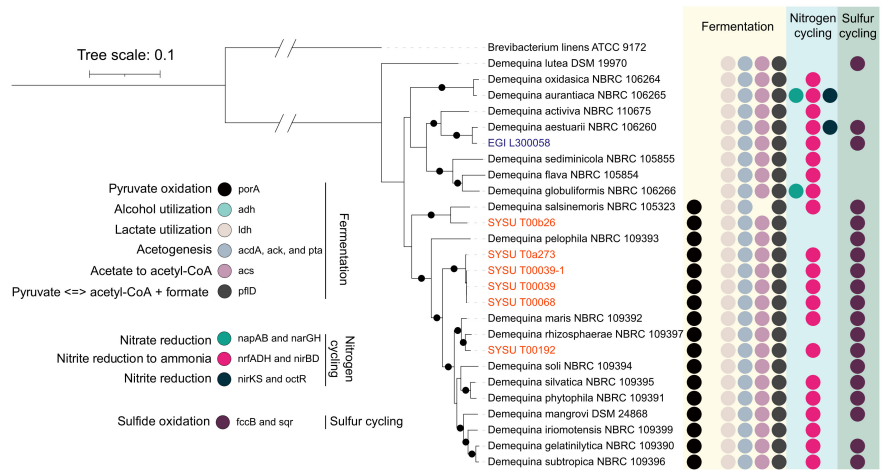 Fermentation
Nitrogen
cycling
Sulfur
cycling
Tree scale: 0.1
Brevibacterium linens ATCC 9172
Demequina lutea DSM 19970
Demequina oxidasica NBRC 106264
Demequina aurantiaca NBRC 106265
Demequina activiva NBRC 110675
Demequina aestuarii NBRC 106260
EGI L300058
Demequina sediminicola NBRC 105855
Demequina flava NBRC 105854
Demequina globuliformis NBRC 106266
Demequina salsinemoris NBRC 105323
SYSU T00b26
Demequina pelophila NBRC 109393
SYSU T0a273
SYSU T00039-1
SYSU T00039
SYSU T00068
Demequina maris NBRC 109392
Demequina rhizosphaerae NBRC 109397
SYSU T00192
Demequina soli NBRC 109394
Demequina silvatica NBRC 109395
Demequina phytophila NBRC 109391
Demequina mangrovi DSM 24868
Demequina iriomotensis NBRC 109399
Demequina gelatinilytica NBRC 109390
Demequina subtropica NBRC 109396
Pyruvate oxidation porA
Alcohol utilization adh
Lactate utilization ldh
Acetogenesis acdA, ack, and pta
Acetate to acetyl-CoA acs
Pyruvate <=> acetyl-CoA + formate pflD
Fermentation
Nitrate reduction napAB and narGH
Nitrite reduction to ammonia nrfADH and nirBD
Nitrite reduction nirKS and octR
Nitrogen
cycling
Sulfide oxidation fccB and sqr Sulfur cycling